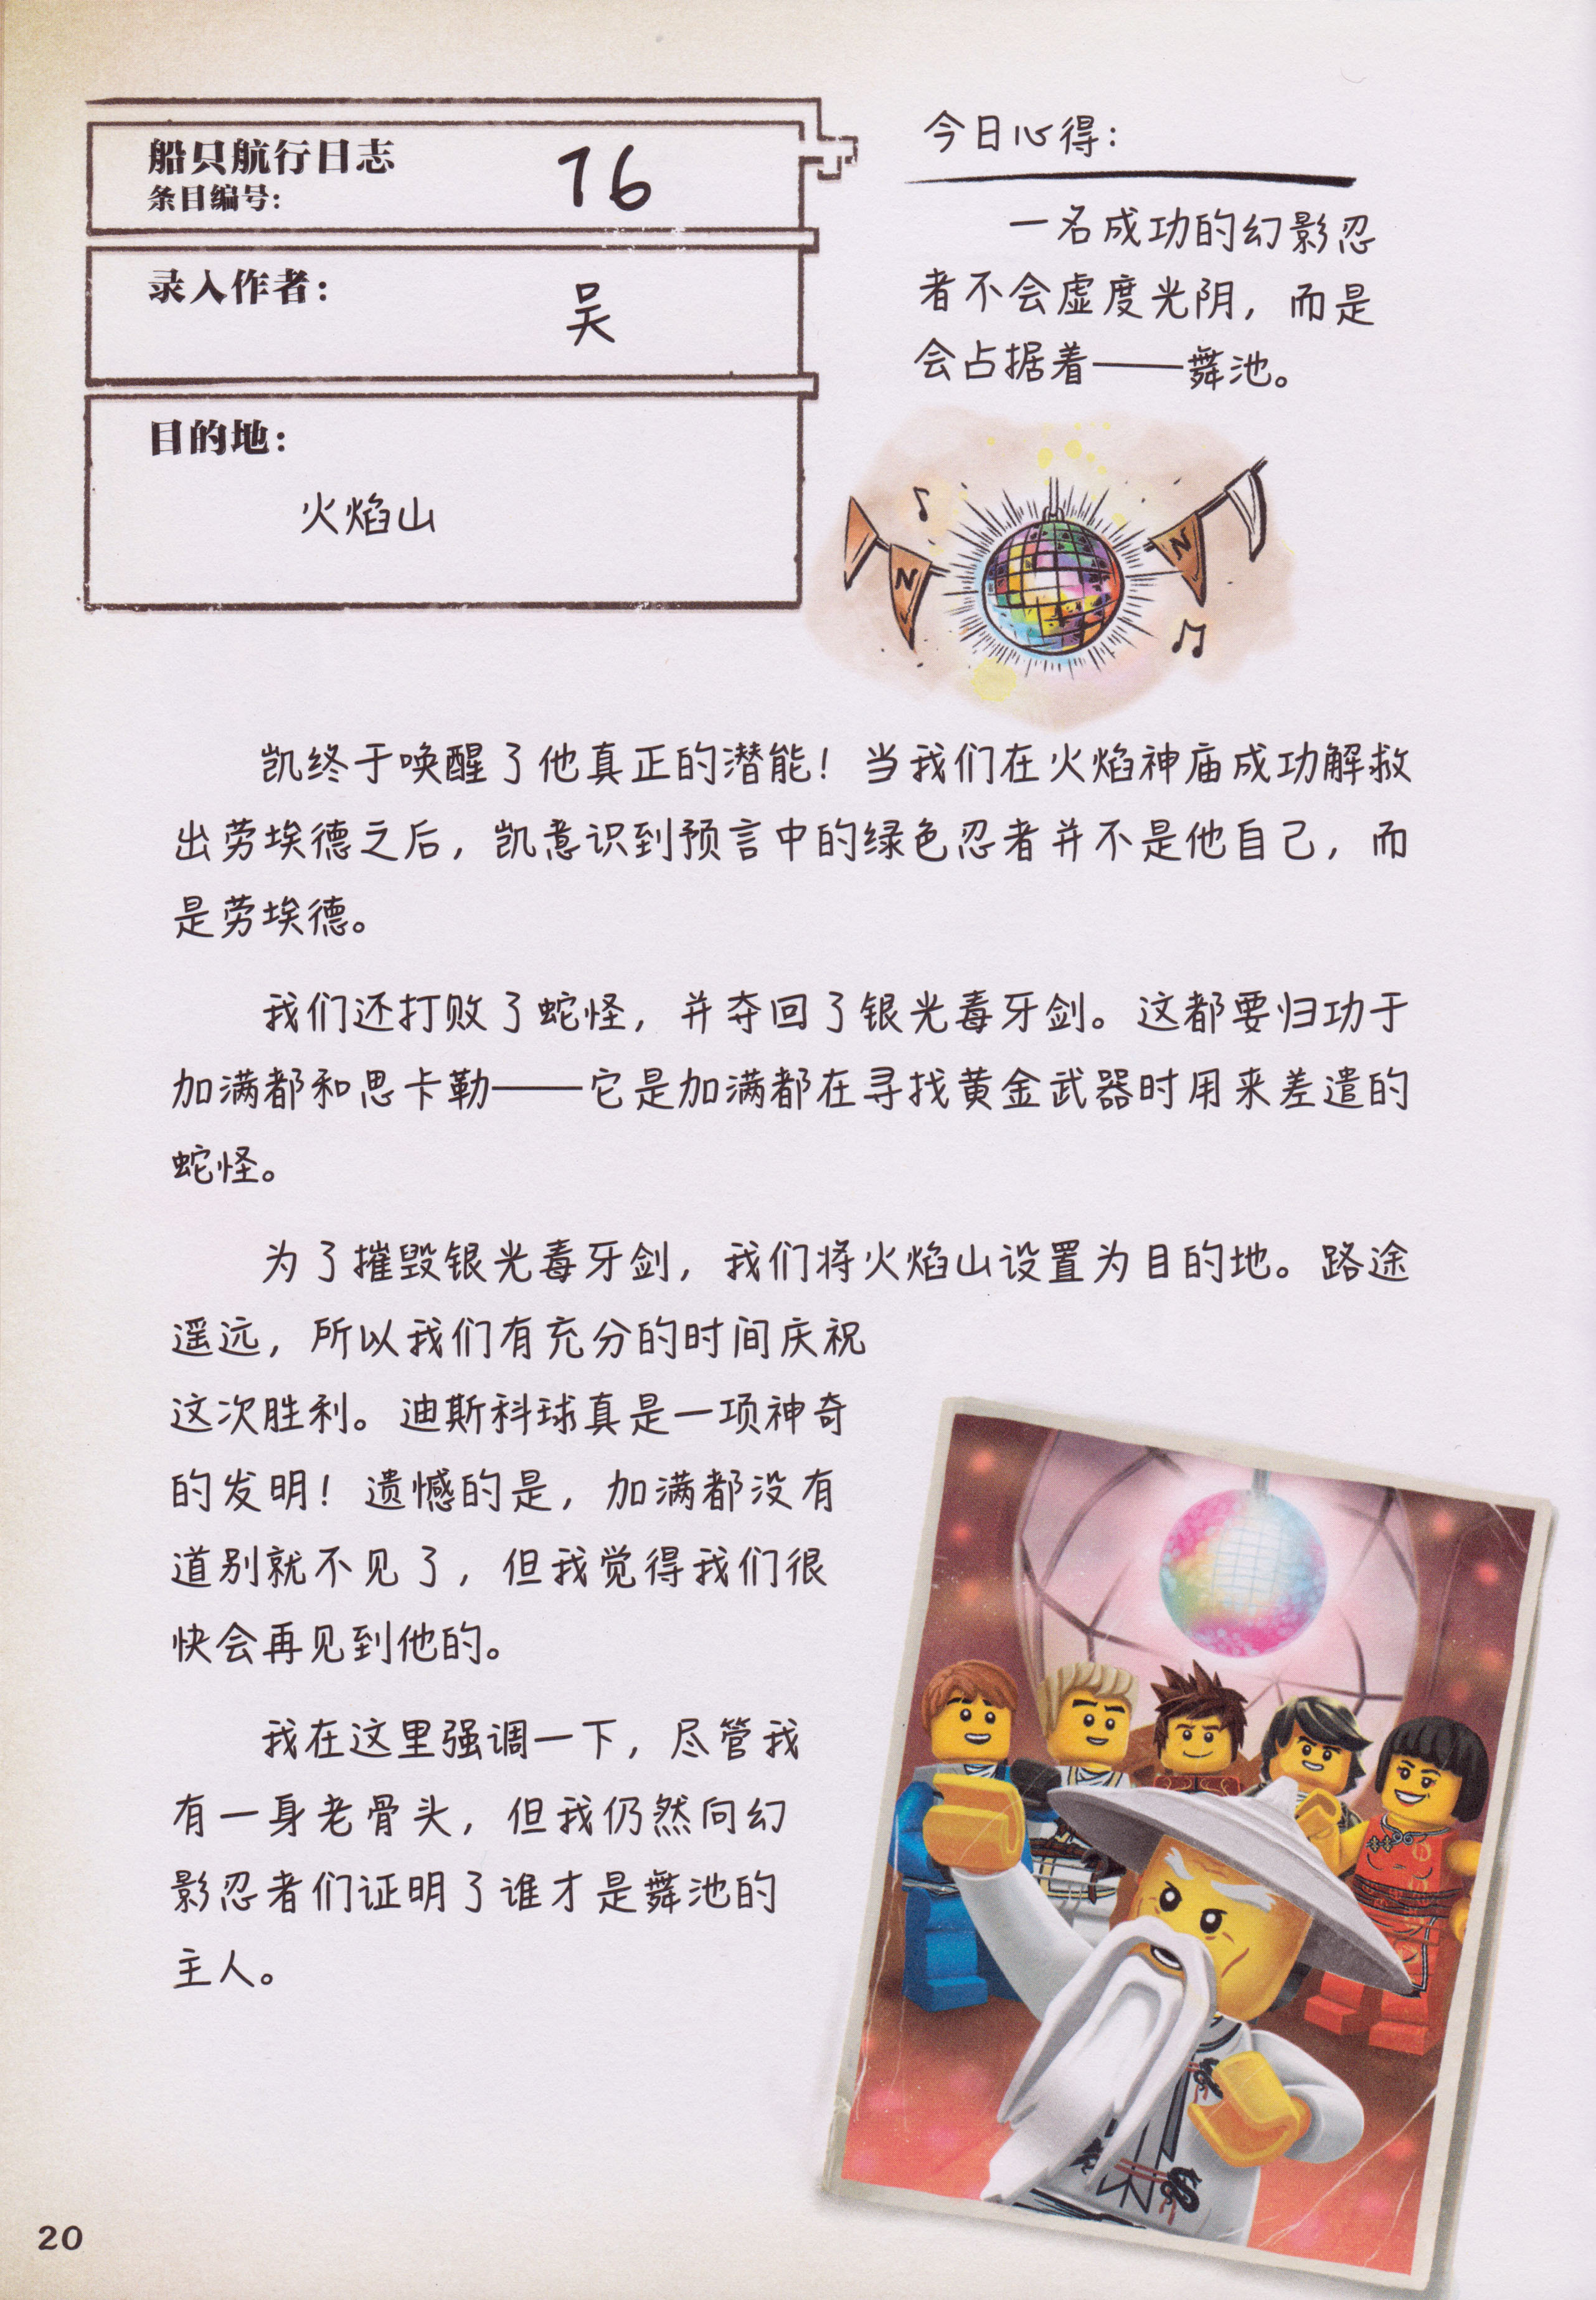 船只航行日志
条目编号：
16
录入作者：
吴
目的地：
火焰山
今日心得：
一名成功的幻影忍
者不会虚度光阴，而是
会占据着——舞池。
N
N
凯终于唤醒了他真正的潜能！当我们在火焰神庙成功解救
出劳埃德之后，凯意识到预言中的绿色忍者并不是他自己，而
是劳埃德。
我们还打败了蛇怪，并夺回了银光毒牙剑。这都要归功于
加满都和思卡勒——它是加满都在寻找黄金武器时用来差遣的
蛇怪。
为了摧毁银光毒牙剑，我们将火焰山设置为目的地。路途
遥远，所以我们有充分的时间庆祝
这次胜利。迪斯科球真是一项神奇
的发明！遗憾的是，加满都没有
道别就不见了，但我觉得我们很
快会再见到他的。
我在这里强调一下，尽管我
有一身老骨头，但我仍然向幻
影忍者们证明了谁才是舞池的
主人。
20